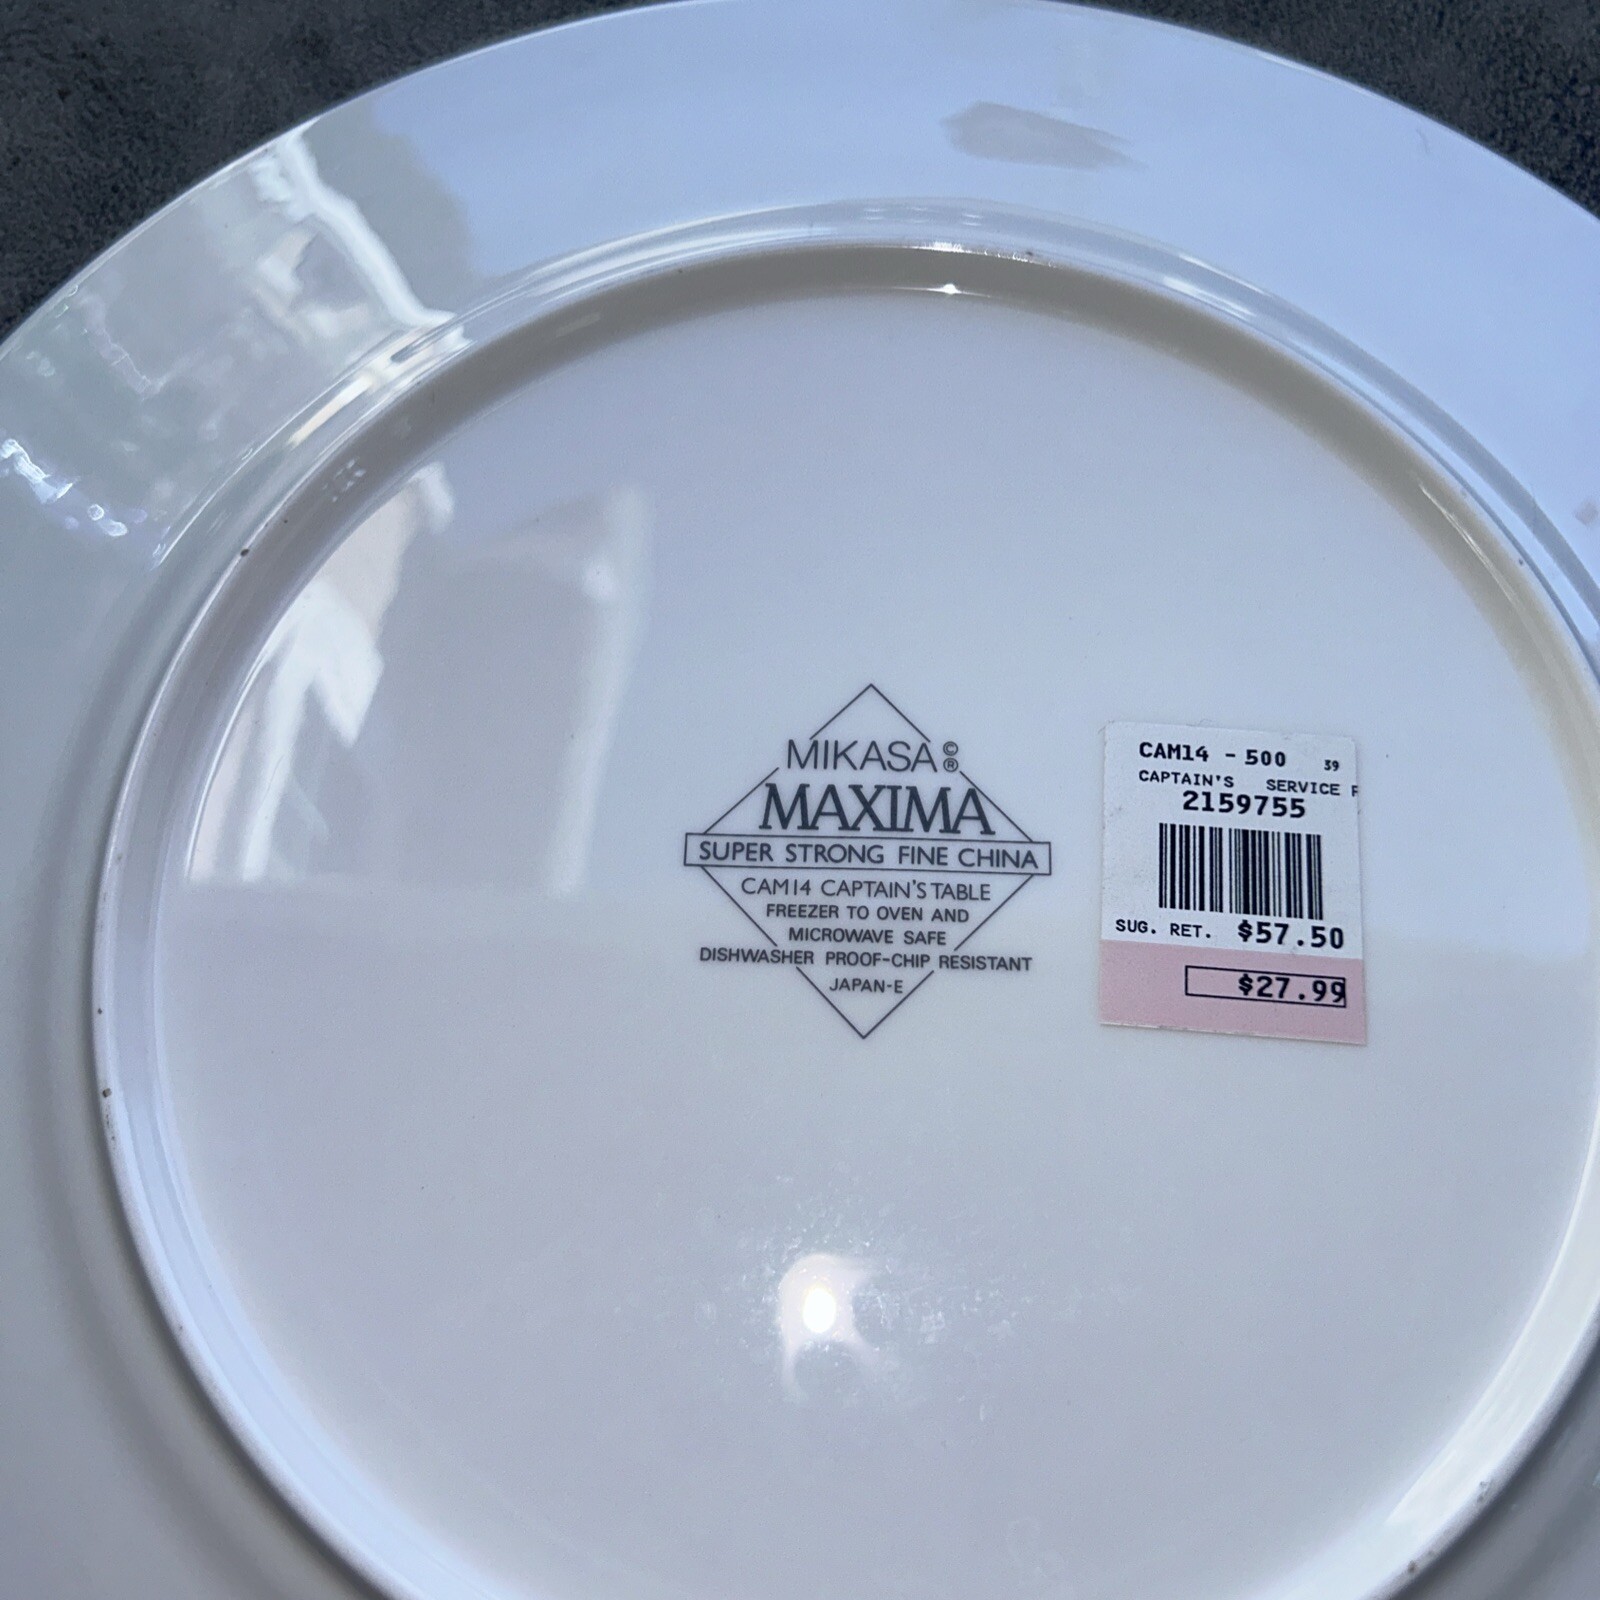 MIKASA©®
MAXIMA
SUPER STRONG FINE CHINA
CAM14 CAPTAIN'S TABLE
FREEZER TO OVEN AND
MICROWAVE SAFE
DISHWASHER PROOF-CHIP RESISTANT
JAPAN-E
CAM14 - 500 39
CAPTAIN'S SERVICE P
2159755
SUG. RET. $57.50
$27.99